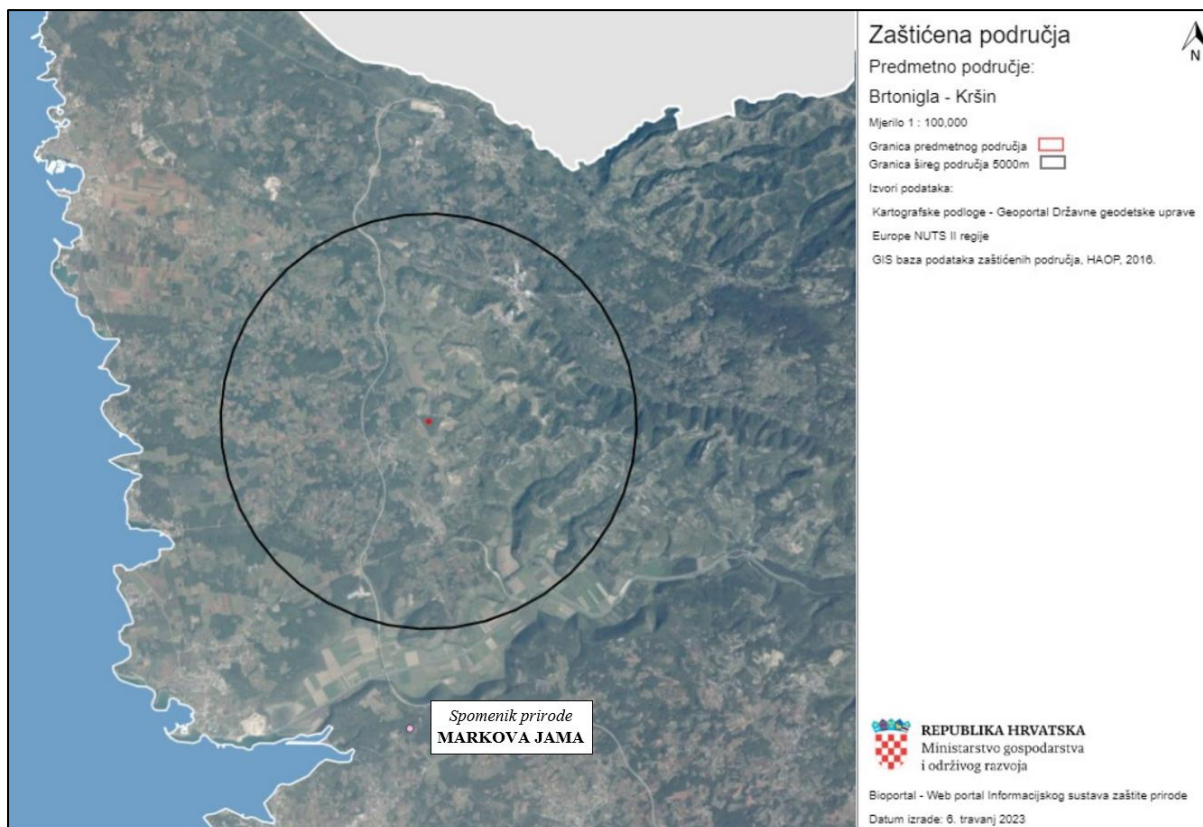 Zaštićena područja
N
Predmetno područje:
Brtonigla - Kršin
Mjerilo 1 : 100,000
Granica predmetnog područja
Granica šireg područja 5000m
Izvori podataka:
Kartografske podloge - Geoportal Državne geodetske uprave
Europe NUTS II regije
GIS baza podataka zaštićenih područja, HAOP, 2016.
Spomenik prirode
MARKOVA JAMA
REPUBLIKA HRVATSKA
Ministarstvo gospodarstva
i održivog razvoja
Bioportal - Web portal Informacijskog sustava zaštite prirode
Datum izrade: 6. travanj 2023